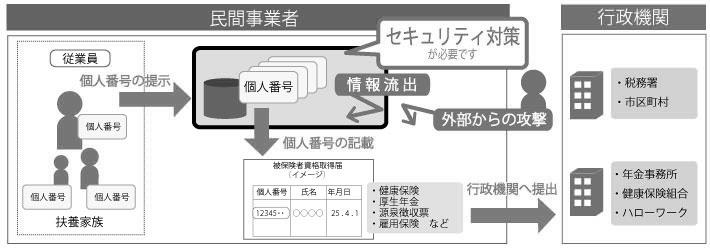 民間事業者
行政機関
従業員
個人番号の提示
個人番号
個人番号
個人番号
扶養家族
個人番号
セキュリティ対策
が必要です
情報流出
外部からの攻撃
個人番号の記載
被保険者資格取得届
（イメージ）
個人番号 氏名 年月日
12345・・ ○○○○ 25.4.1
・健康保険
・厚生年金
・源泉徴収票
・雇用保険 など
行政機関へ提出
・税務署
・市区町村
・年金事務所
・健康保険組合
・ハローワーク